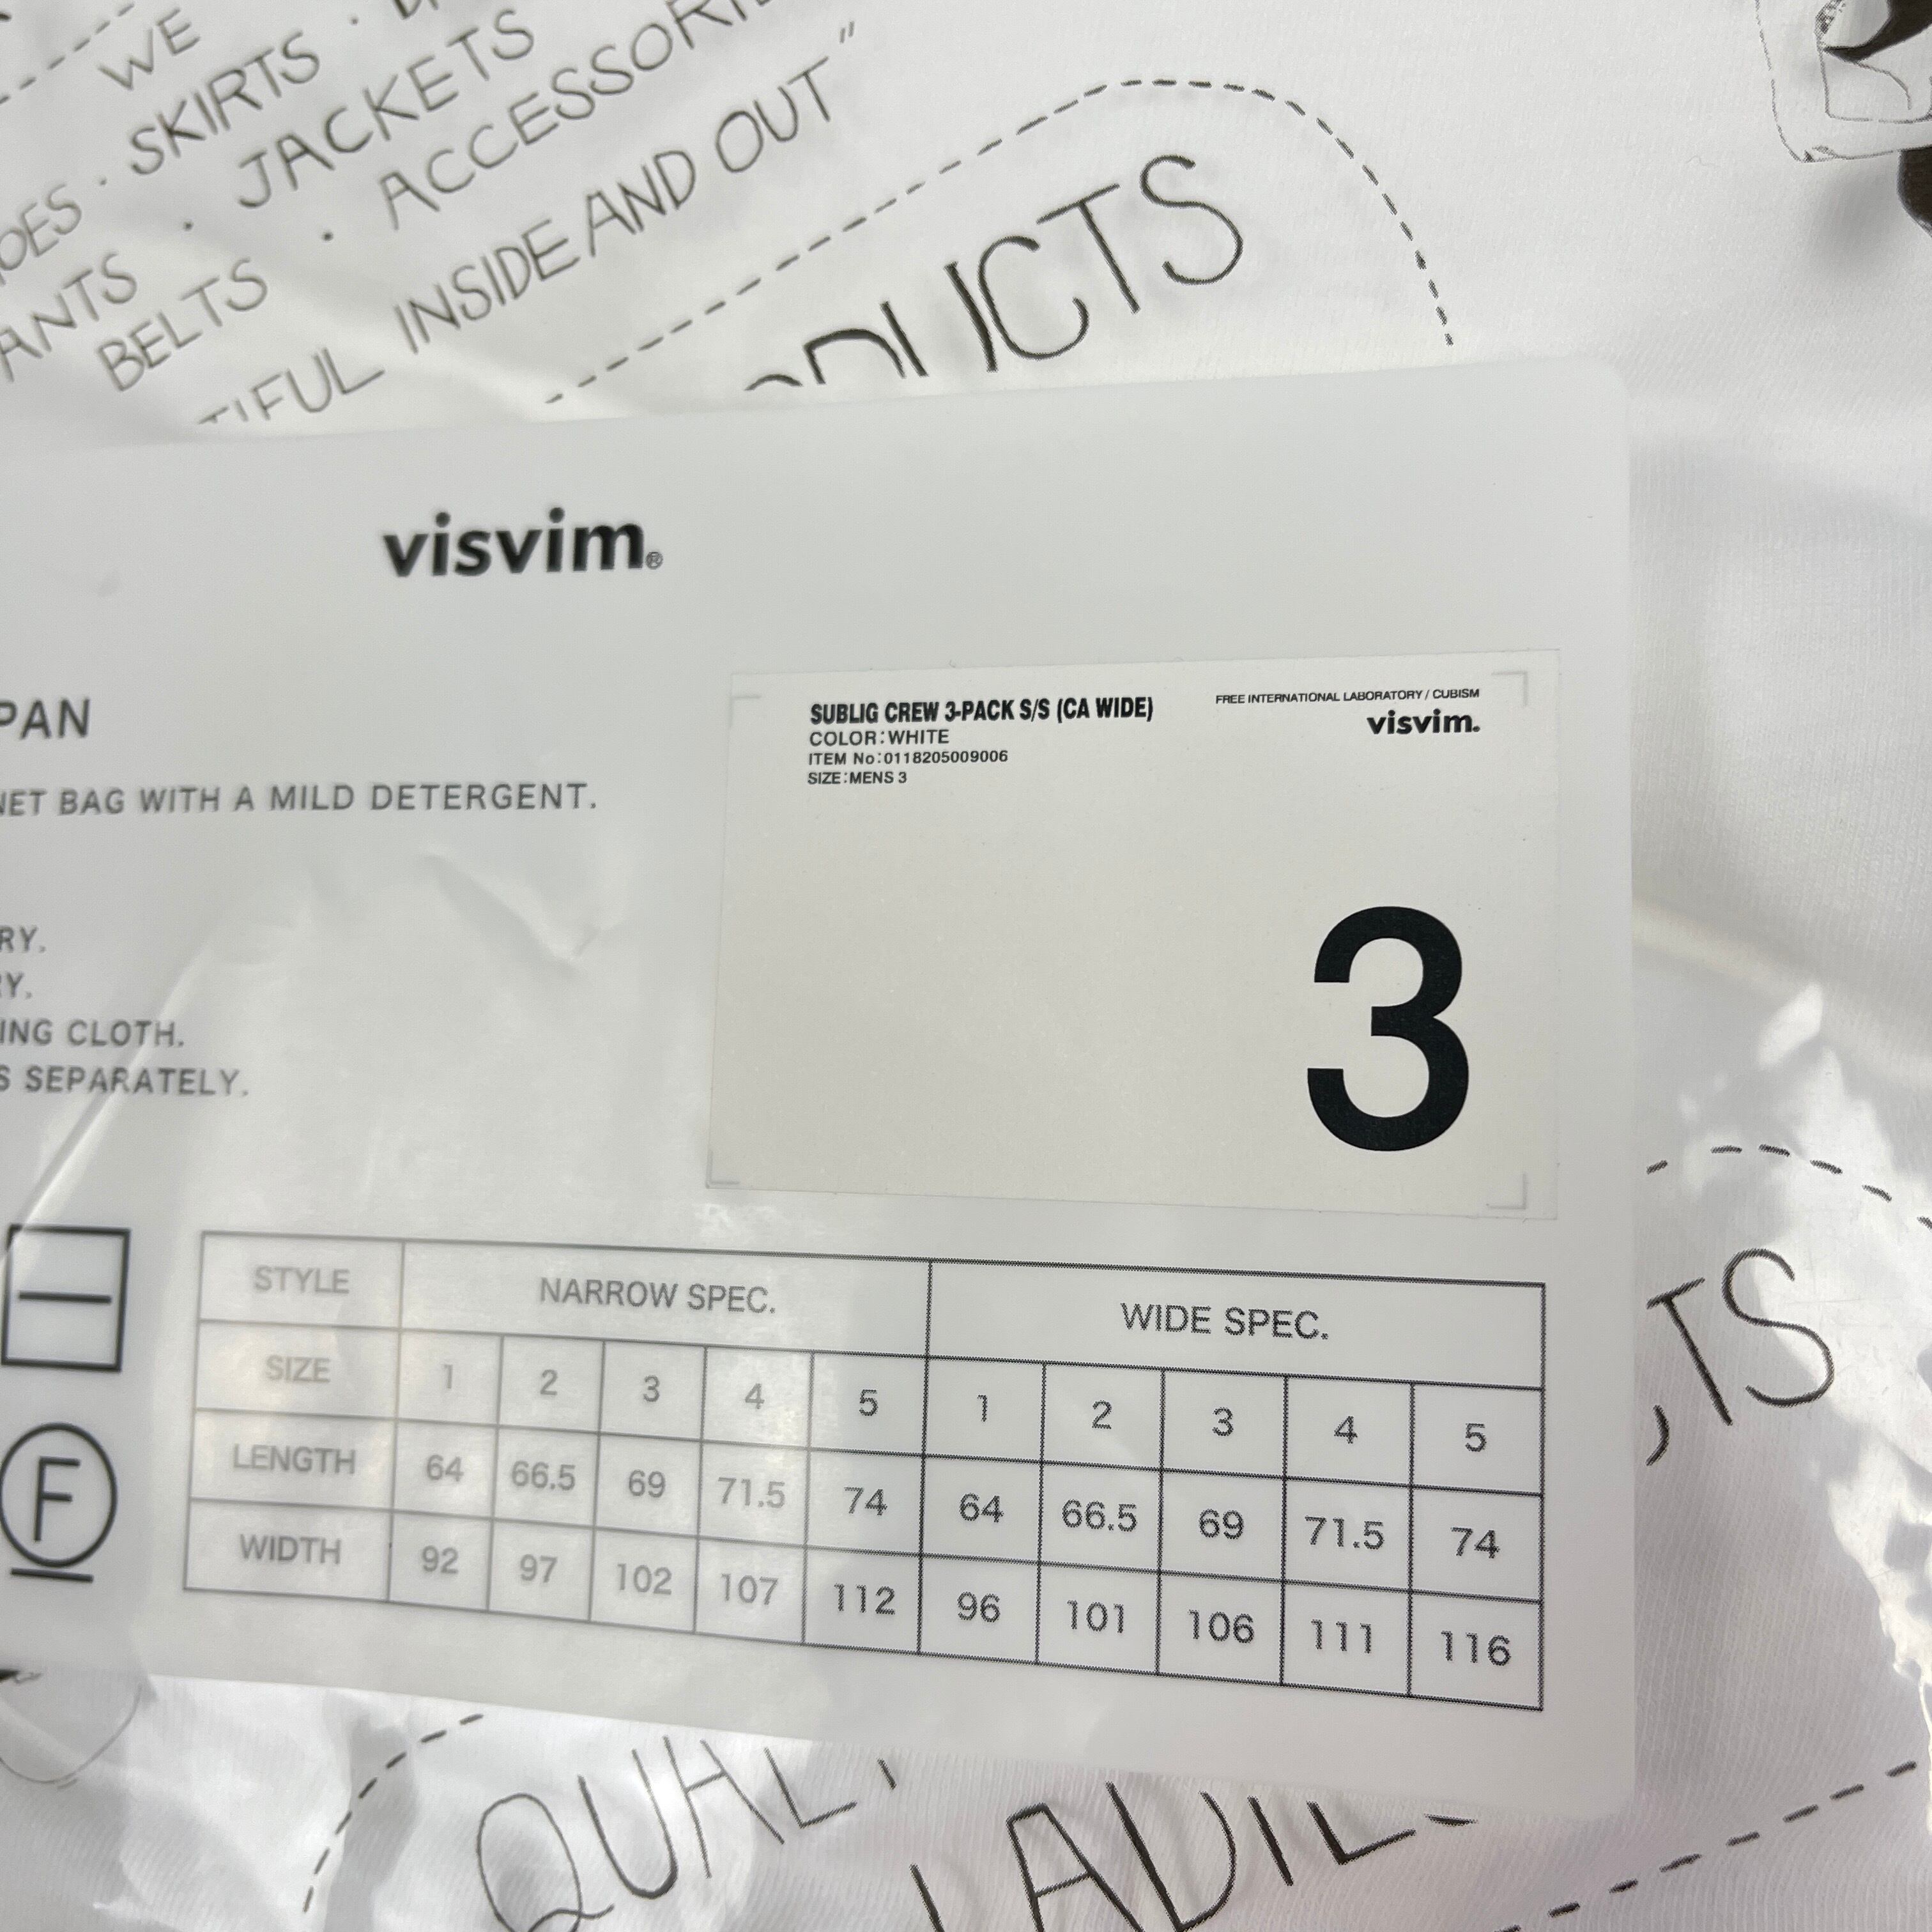 WE
SKIRTS ·
· JACKETS
ANTS
BELTS · ACCESSORI
INSIDE AND OUT"
DUCTS
visvim®
PAN
NET BAG WITH A MILD DETERGENT.
RY.
RY.
ING CLOTH.
S SEPARATELY.
SUBLIG CREW 3-PACK S/S (CA WIDE)
COLOR:WHITE
ITEM No:0118205009006
SIZE:MENS 3
FREE INTERNATIONAL LABORATORY / CUBISM
visvim.
3
STYLE NARROW SPEC. WIDE SPEC.
SIZE 1 2 3 4 5 1 2 3 4 5
LENGTH 64 66.5 69 71.5 74 64 66.5 69 71.5 74
WIDTH 92 97 102 107 112 96 101 106 111 116
F
TS
QUAL